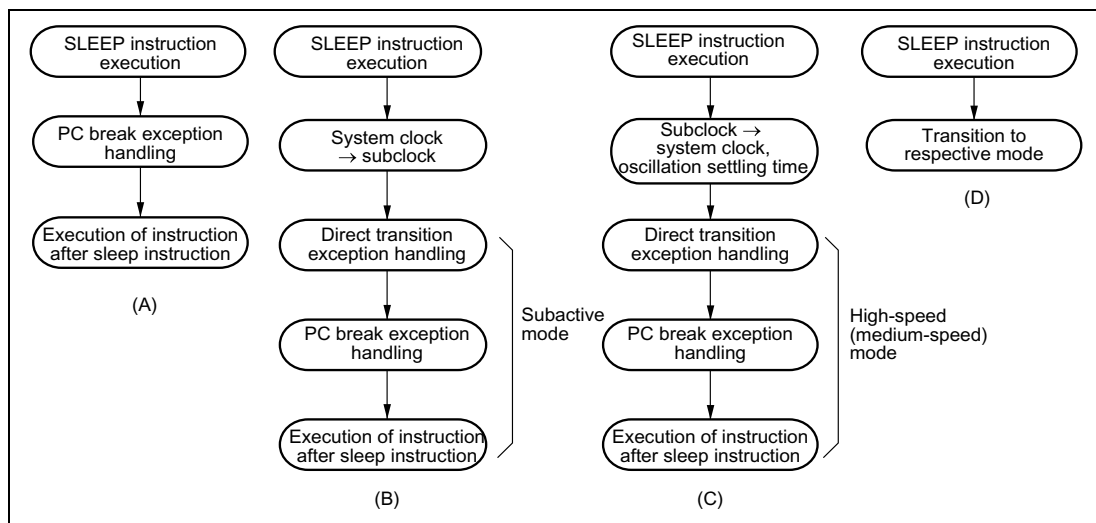 SLEEP instruction
execution
PC break exception
handling
Execution of instruction
after sleep instruction
(A)
SLEEP instruction
execution
System clock
→ subclock
Direct transition
exception handling
PC break exception
handling
Execution of instruction
after sleep instruction
Subactive
mode
(B)
SLEEP instruction
execution
Subclock →
system clock,
oscillation settling time
Direct transition
exception handling
PC break exception
handling
Execution of instruction
after sleep instruction
High-speed
(medium-speed)
mode
(C)
SLEEP instruction
execution
Transition to
respective mode
(D)